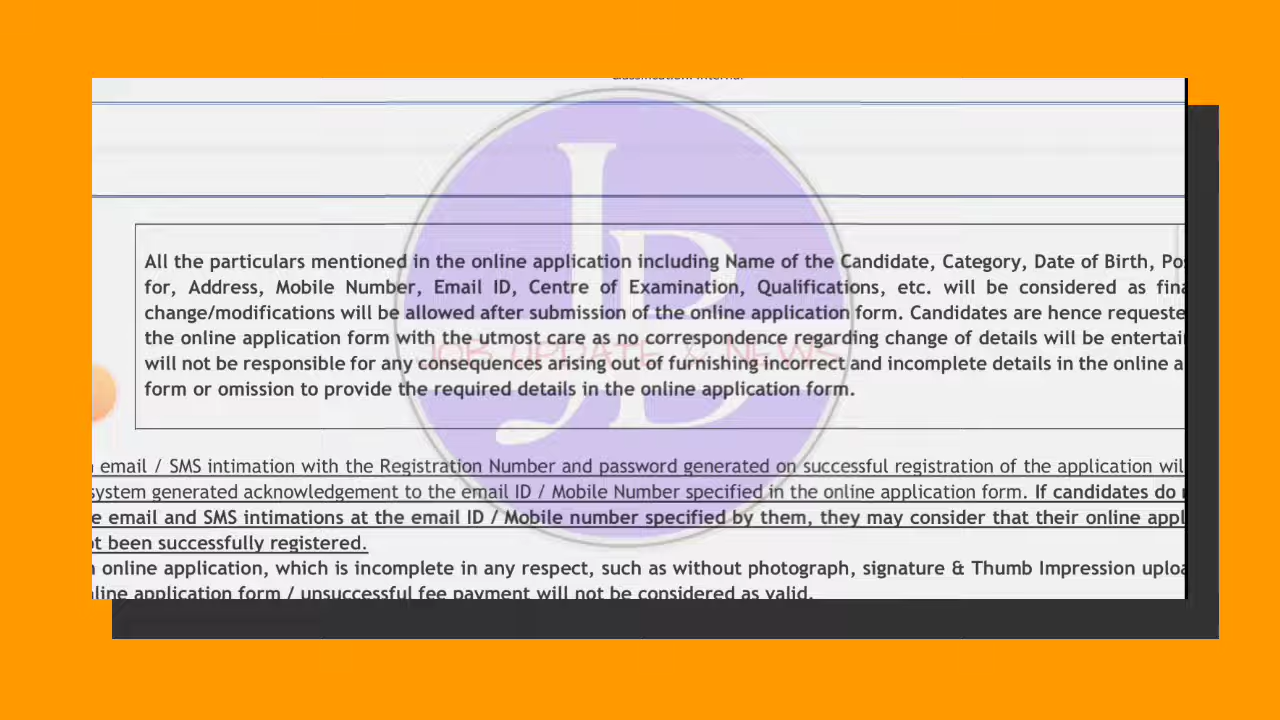 All the particulars mentioned in the online application including Name of the Candidate, Category, Date of Birth,
for, Address, Mobile Number, Email ID, Centre of Examination, Qualifications, etc. will be considered as
change/modifications will be allowed after submission of the online application form. Candidates are hence
the online application form with the utmost care as no correspondence regarding change of details will be
will not be responsible for any consequences arising out of furnishing incorrect and incomplete details in the online
form or omission to provide the required details in the online application form.
JOB UPDATE & NEWS
email / SMS intimation with the Registration Number and password generated on successful registration of the application
system generated acknowledgement to the email ID / Mobile Number specified in the online application form. If candidates do
email and SMS intimations at the email ID / Mobile number specified by them, they may consider that their online
been successfully registered.
online application, which is incomplete in any respect, such as without photograph, signature & Thumb Impression
application form / unsuccessful fee payment will not be considered as valid.